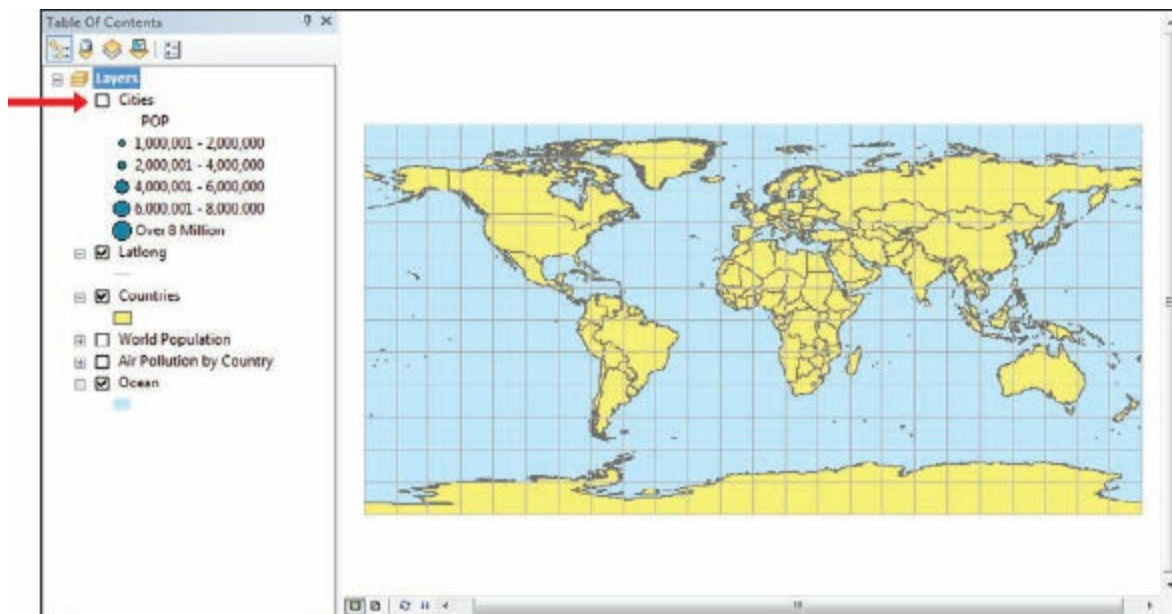 Table Of Contents
Layers
Cities
POP
1,000,001 - 2,000,000
2,000,001 - 4,000,000
4,000,001 - 6,000,000
6,000,001 - 8,000,000
Over 8 Million
Latlong
Countries
World Population
Air Pollution by Country
Ocean